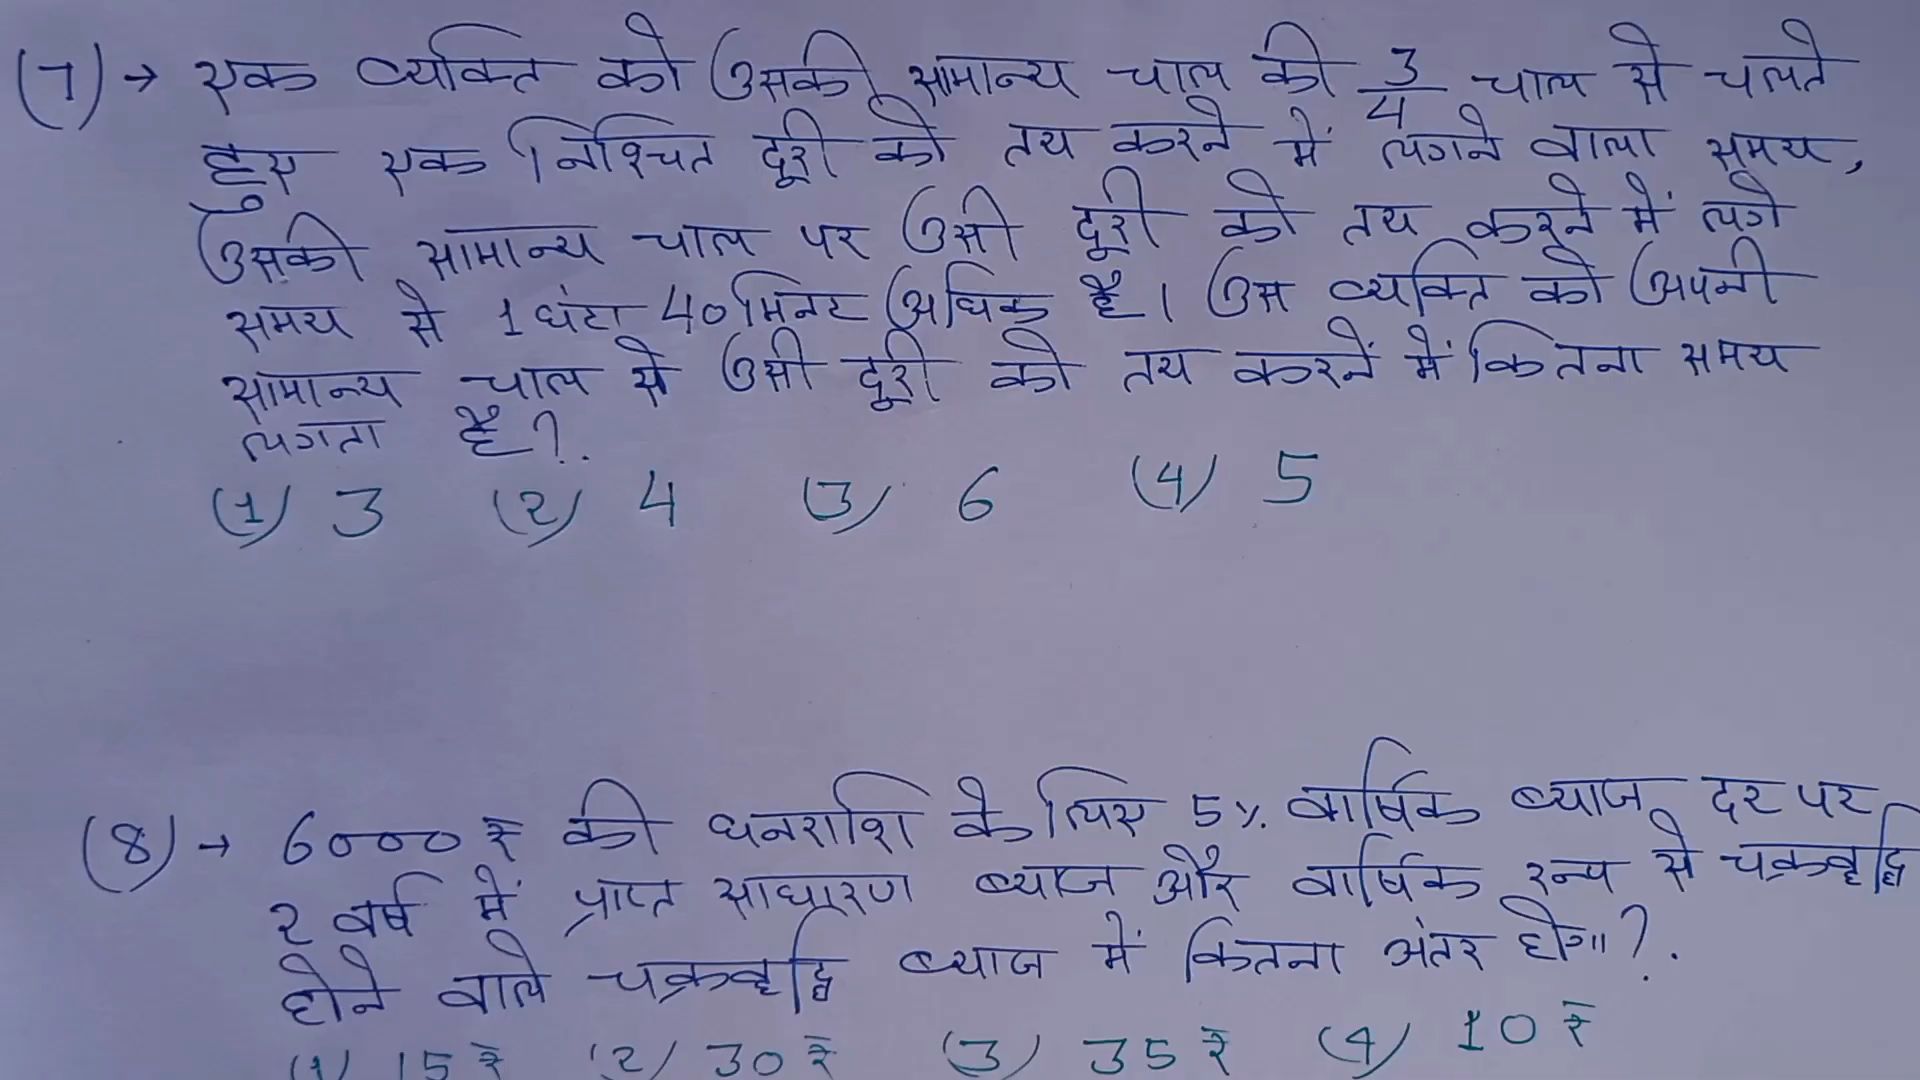 (7)→ एक व्यक्ति को उसकी सामान्य चाल की 3/4 चाल से चलते
हुए एक निश्चित दूरी को तय करने में लगने वाला समय,
उसकी सामान्य चाल पर उसी दूरी को तय करने में लगे
समय से 1 घंटा 40 मिनट अधिक है। उस व्यक्ति को अपनी
सामान्य चाल से उसी दूरी को तय करनें में कितना समय
लगता है?.
(1) 3 (2) 4 (3) 6 (4) 5
(8)→ 6000 ₹ की धनराशि के लिए 5%. वार्षिक ब्याज दर पर
2 वर्ष में प्राप्त साधारण ब्याज और वार्षिक रन्प से चक्रवृद्धि
होने वाले चक्रवृद्धि ब्याज में कितना अंतर होगा?.
(1) 15 ₹ (2) 30 ₹ (3) 35 ₹ (4) 10 ₹